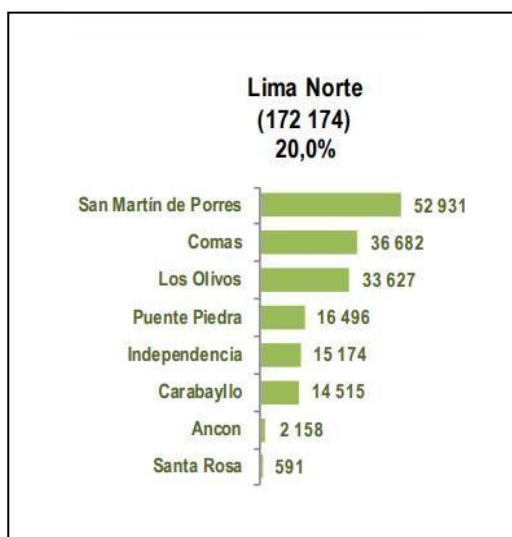 Lima Norte
(172 174)
20,0%
San Martín de Porres 52 931
Comas 36 682
Los Olivos 33 627
Puente Piedra 16 496
Independencia 15 174
Carabayllo 14 515
Ancon 2 158
Santa Rosa 591